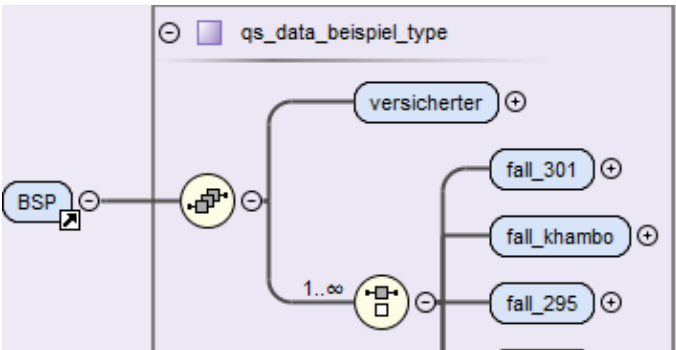 qs_data_beispiel_type
versicherter
fall_301
BSP
fall_khambo
1..∞
fall_295